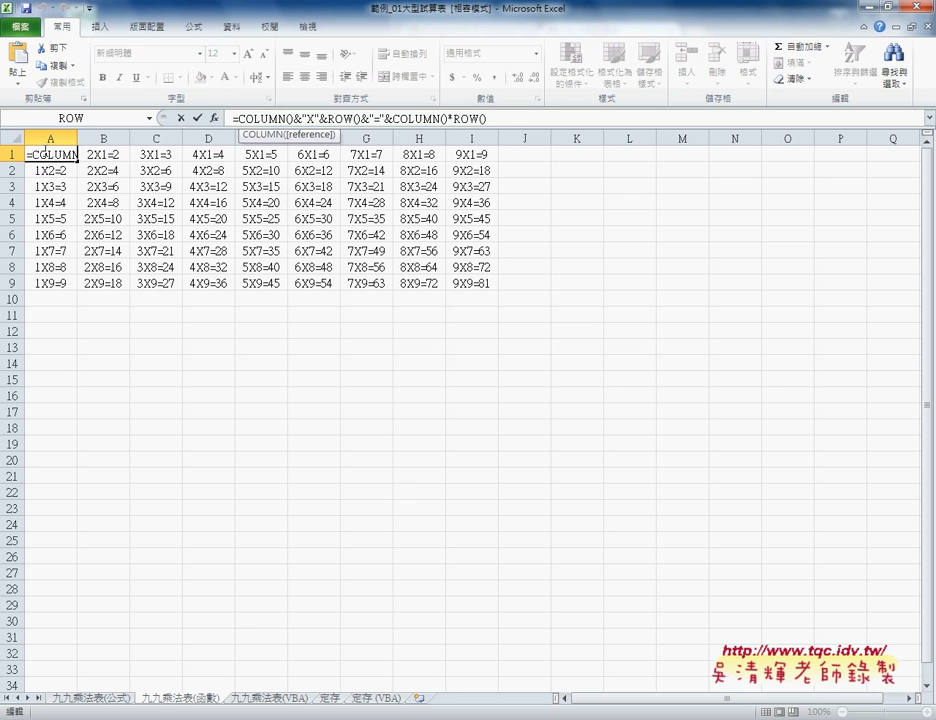 範例_01大型試算表 [相容模式] - Microsoft Excel
檔案 常用 插入 版面配置 公式 資料 校閱 檢視
貼上 剪下 複製 複製格式 剪貼簿
新細明體 12 B I U A 字型
自動換列 跨欄置中 對齊方式
通用格式 $ % , 數值
設定格式化的條件 格式化為表格 儲存格樣式 樣式
插入 刪除 格式 儲存格
Σ 自動加總 填滿 清除 排序與篩選 尋找與選取 編輯
ROW fx =COLUMN()&"X"&ROW()&"="&COLUMN()*ROW()
COLUMN([reference])
A B C D G H I J K L M N O P Q
1 =COLUMN 2X1=2 3X1=3 4X1=4 5X1=5 6X1=6 7X1=7 8X1=8 9X1=9
2 1X2=2 2X2=4 3X2=6 4X2=8 5X2=10 6X2=12 7X2=14 8X2=16 9X2=18
3 1X3=3 2X3=6 3X3=9 4X3=12 5X3=15 6X3=18 7X3=21 8X3=24 9X3=27
4 1X4=4 2X4=8 3X4=12 4X4=16 5X4=20 6X4=24 7X4=28 8X4=32 9X4=36
5 1X5=5 2X5=10 3X5=15 4X5=20 5X5=25 6X5=30 7X5=35 8X5=40 9X5=45
6 1X6=6 2X6=12 3X6=18 4X6=24 5X6=30 6X6=36 7X6=42 8X6=48 9X6=54
7 1X7=7 2X7=14 3X7=21 4X7=28 5X7=35 6X7=42 7X7=49 8X7=56 9X7=63
8 1X8=8 2X8=16 3X8=24 4X8=32 5X8=40 6X8=48 7X8=56 8X8=64 9X8=72
9 1X9=9 2X9=18 3X9=27 4X9=36 5X9=45 6X9=54 7X9=63 8X9=72 9X9=81
10
11
12
13
14
15
16
17
18
19
20
21
22
23
24
25
26
27
28
29
30
31
32
33
34
http://www.tqc.idv.tw/
吳清輝老師錄製
九九乘法表(公式) 九九乘法表(函數) 九九乘法表(VBA) 定存 定存 (VBA)
編輯 100%